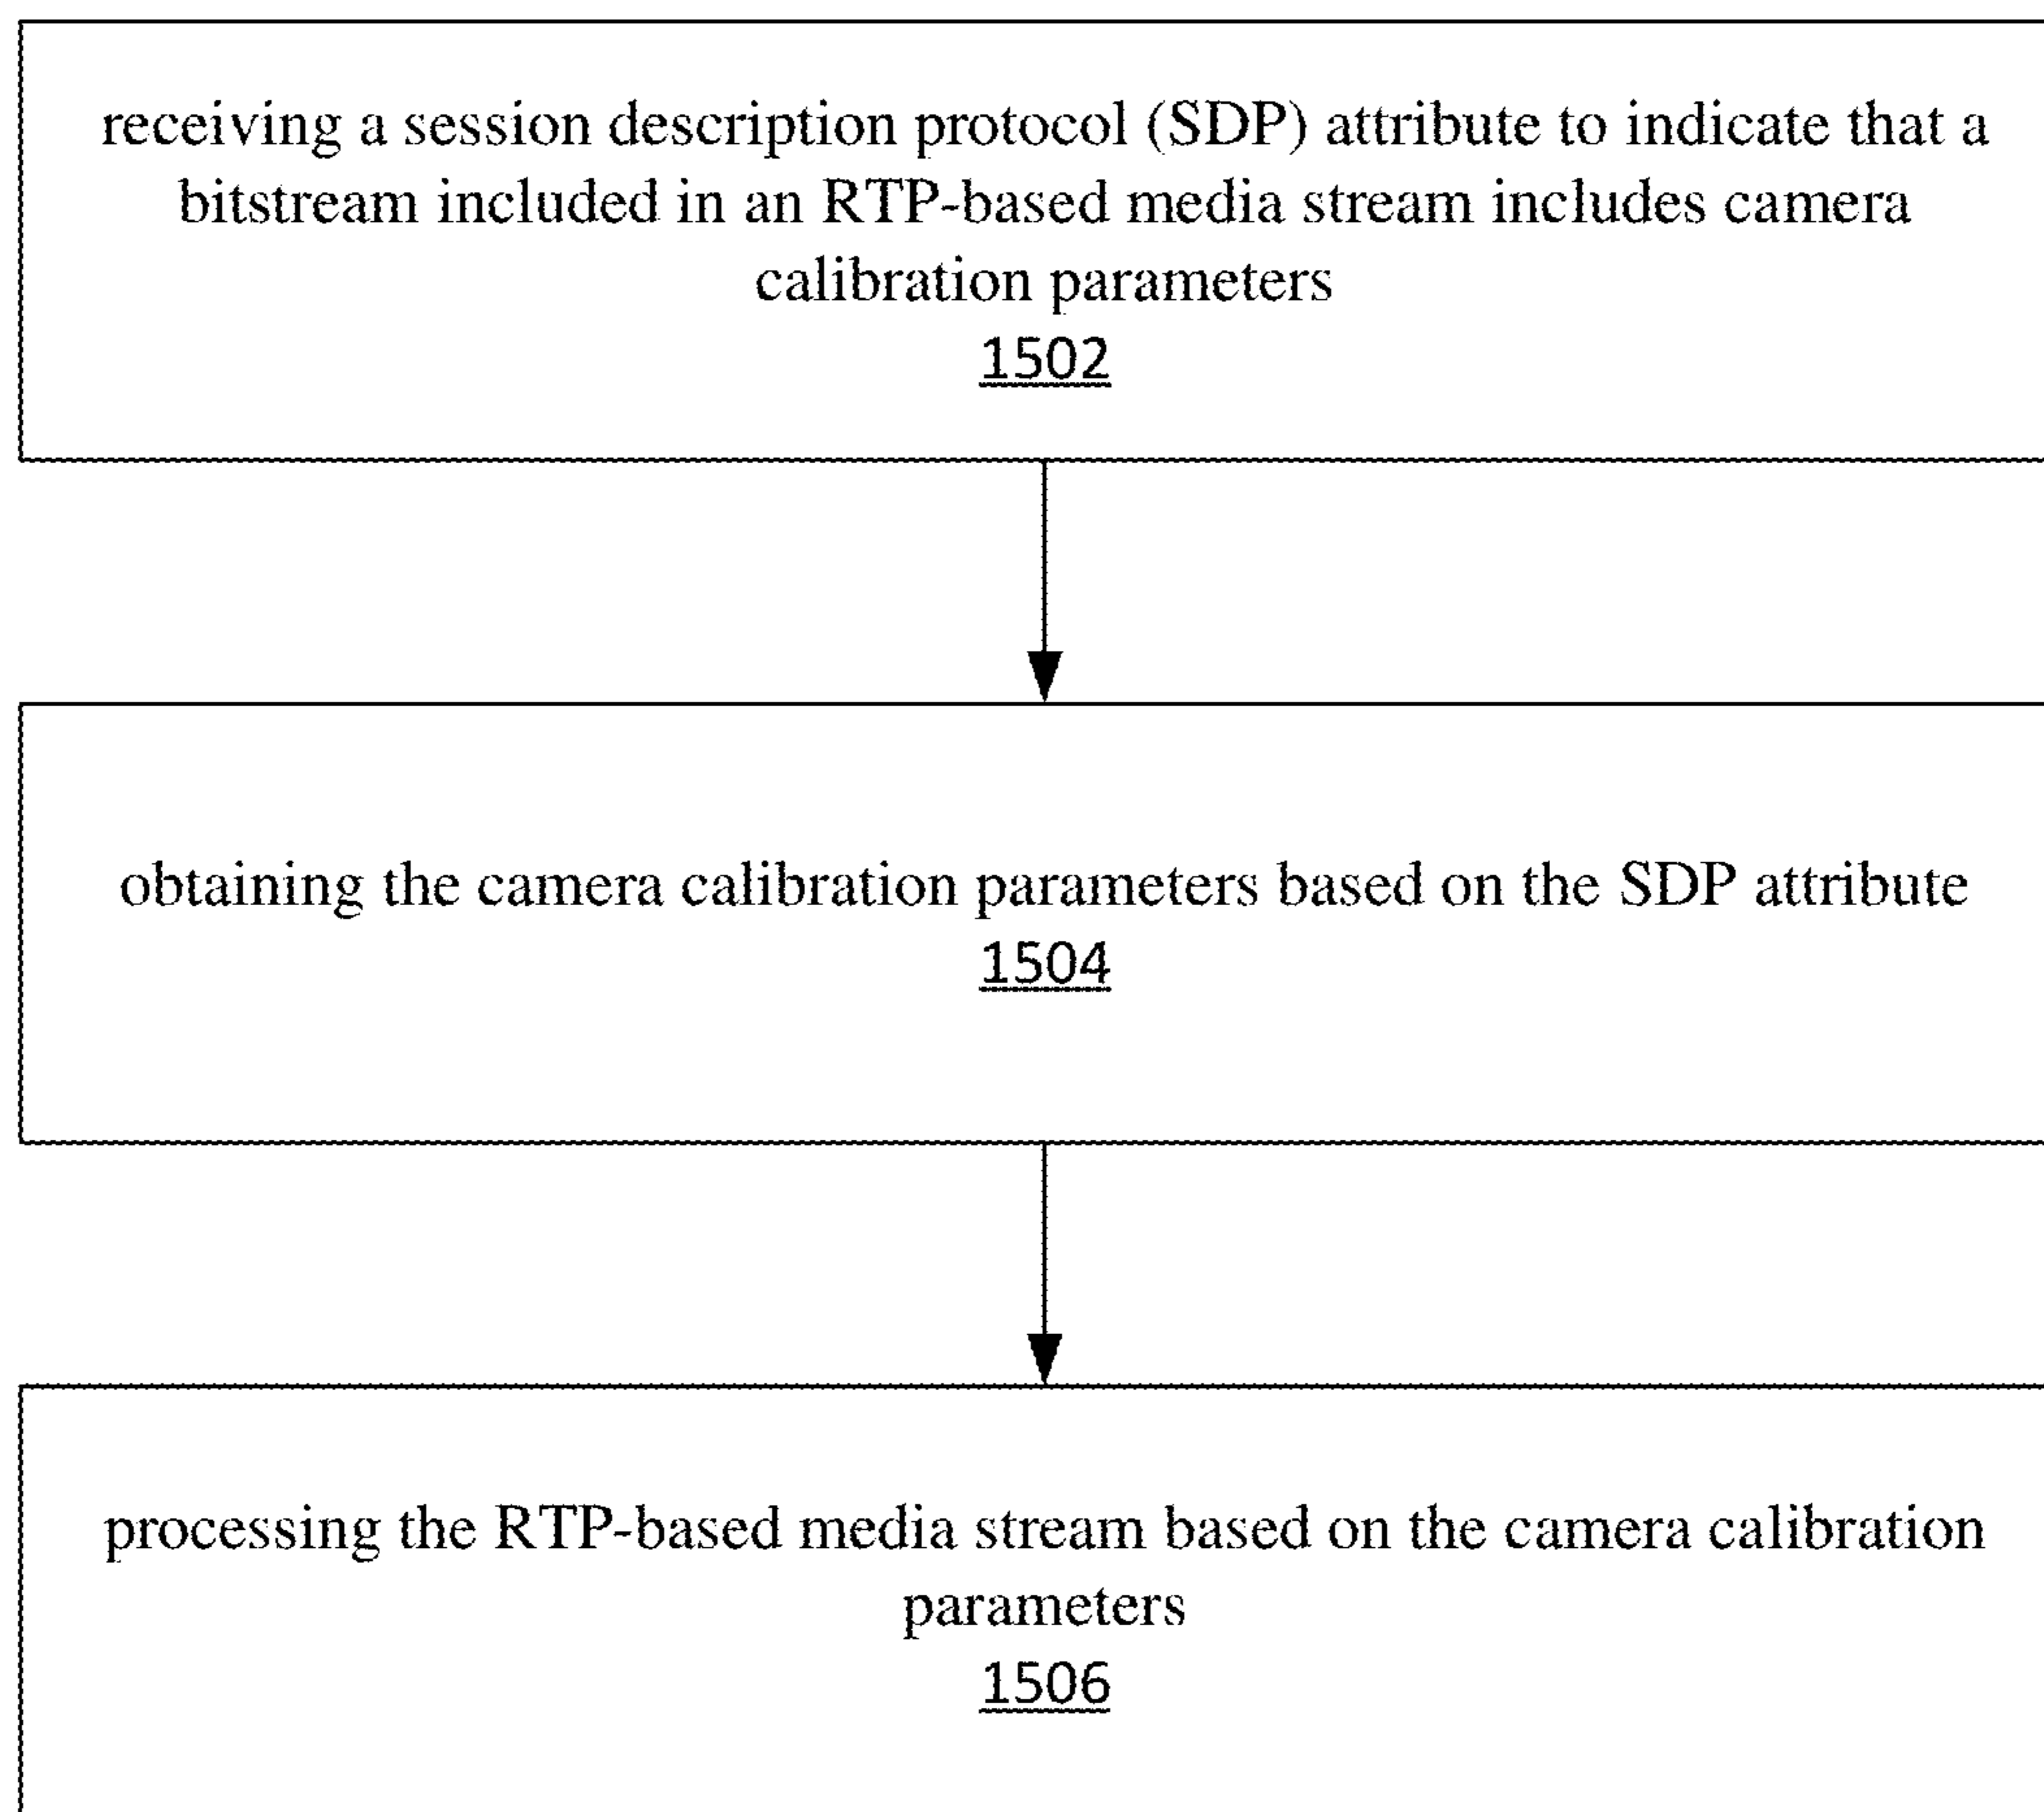 receiving a session description protocol (SDP) attribute to indicate that a
bitstream included in an RTP-based media stream includes camera
calibration parameters
1502
obtaining the camera calibration parameters based on the SDP attribute
1504
processing the RTP-based media stream based on the camera calibration
parameters
1506